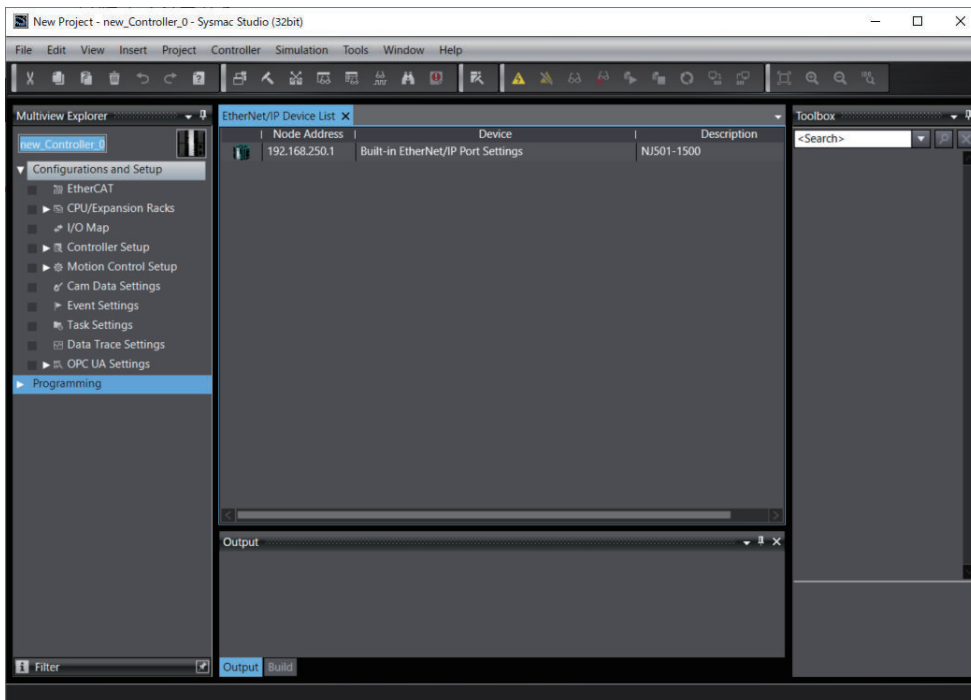 New Project - new_Controller_0 - Sysmac Studio (32bit)
File Edit View Insert Project Controller Simulation Tools Window Help
Multiview Explorer
new_Controller_0
Configurations and Setup
EtherCAT
CPU/Expansion Racks
I/O Map
Controller Setup
Motion Control Setup
Cam Data Settings
Event Settings
Task Settings
Data Trace Settings
OPC UA Settings
Programming
Filter
EtherNet/IP Device List
Node Address Device Description
192.168.250.1 Built-in EtherNet/IP Port Settings NJ501-1500
Output
Output Build
Toolbox
<Search>